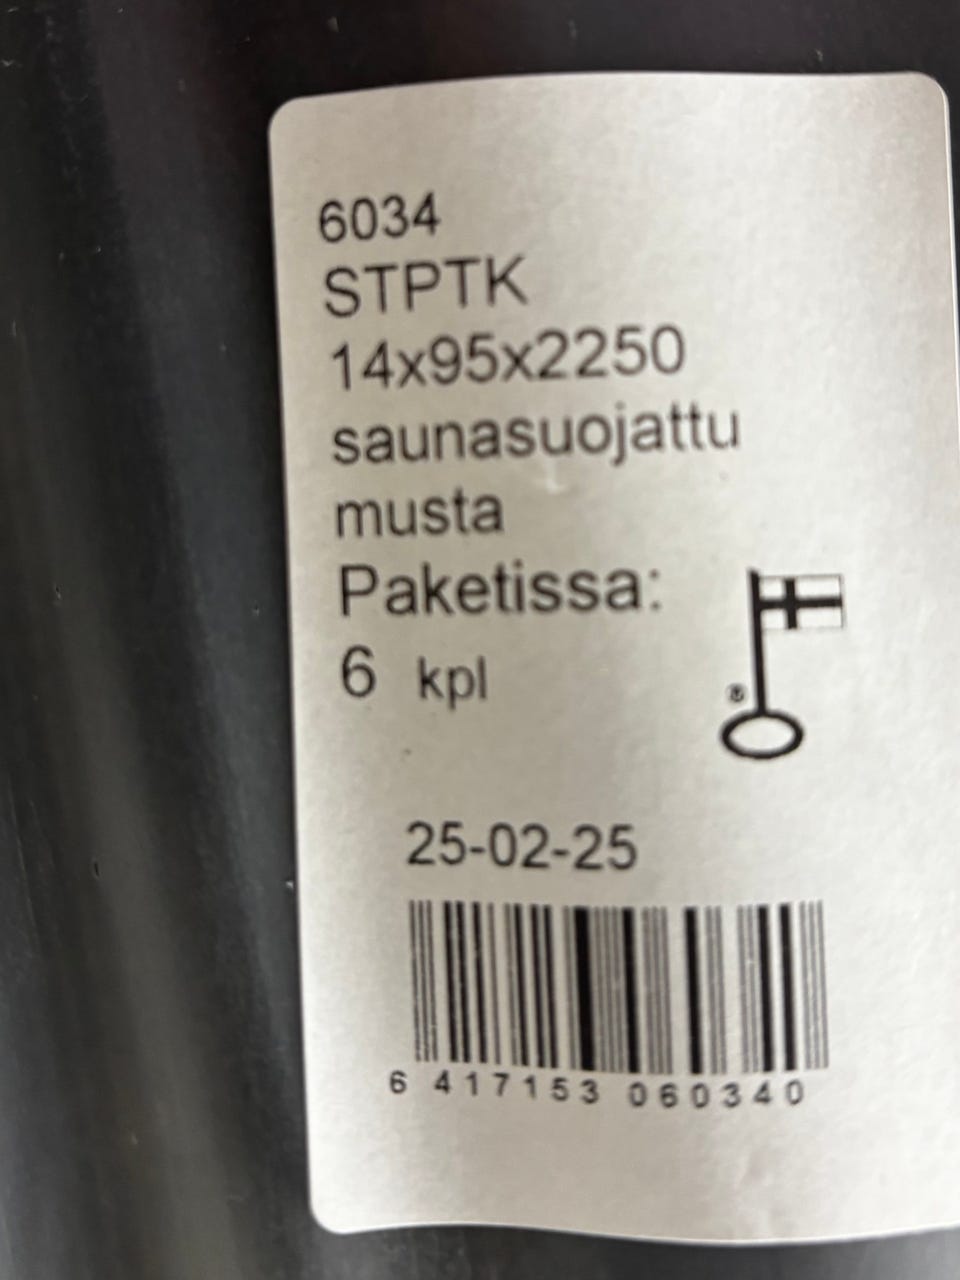 6034
STPTK
14x95x2250
saunasuojattu
musta
Paketissa:
6 kpl
®
25-02-25
6 417153 060340